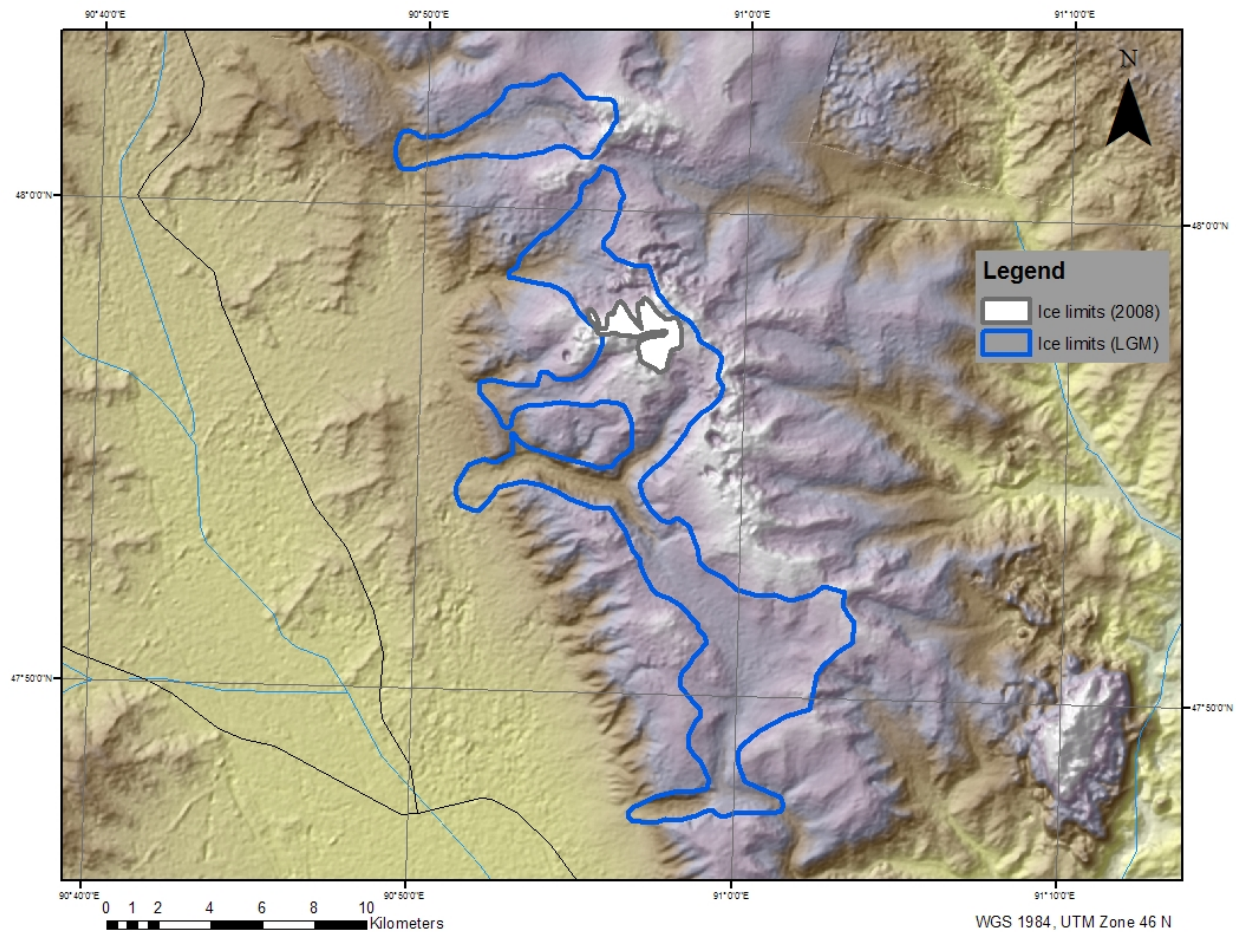 90°40'0"E 90°50'0"E 91°0'0"E 91°10'0"E
N
48°0'0"N
48°0'0"N
Legend
Ice limits (2008)
Ice limits (LGM)
47°50'0"N
47°50'0"N
90°40'0"E 90°50'0"E 91°0'0"E 91°10'0"E
0 1 2 4 6 8 10
Kilometers
WGS 1984, UTM Zone 46 N